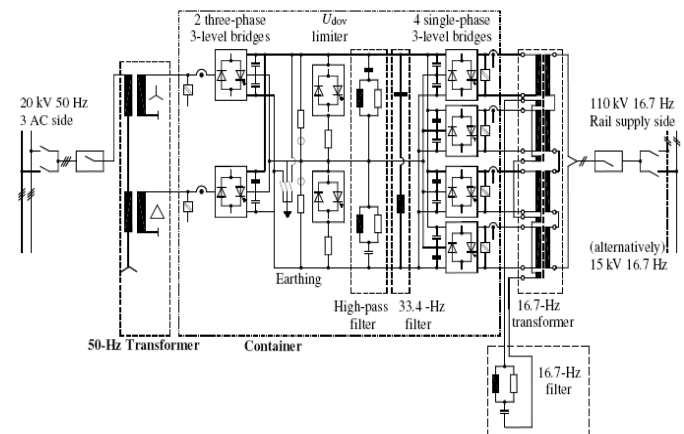 2 three-phase
3-level bridges
Udov
limiter
4 single-phase
3-level bridges
20 kV 50 Hz
3 AC side
110 kV 16.7 Hz
Rail supply side
(alternatively)
15 kV 16.7 Hz
Earthing
High-pass
filter
33.4 -Hz
filter
16.7-Hz
transformer
50-Hz Transformer
Container
16.7-Hz
filter